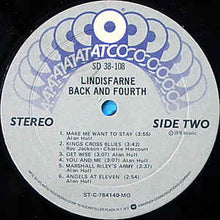 ATCO
SD 38-108
LINDISFARNE
BACK AND FOURTH
STEREO
SIDE TWO
1. MAKE ME WANT TO STAY (3:55)
Alan Hull
2. KINGS CROSS BLUES (3:42)
Ray Jackson-Charlie Harcourt
3. GET WISE (3:07) Alan Hull
4. YOU AND ME (3:07) Alan Hull
5. MARSHALL RILEY'S ARMY (3:37)
Alan Hull
6. ANGELS AT ELEVEN (3:32)
Alan Hull
ST-C-784140-MO